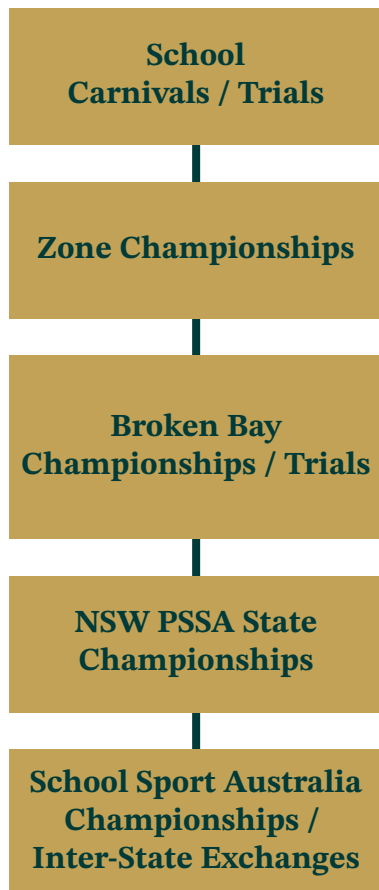 School
Carnivals / Trials
Zone Championships
Broken Bay
Championships / Trials
NSW PSSA State
Championships
School Sport Australia
Championships /
Inter-State Exchanges